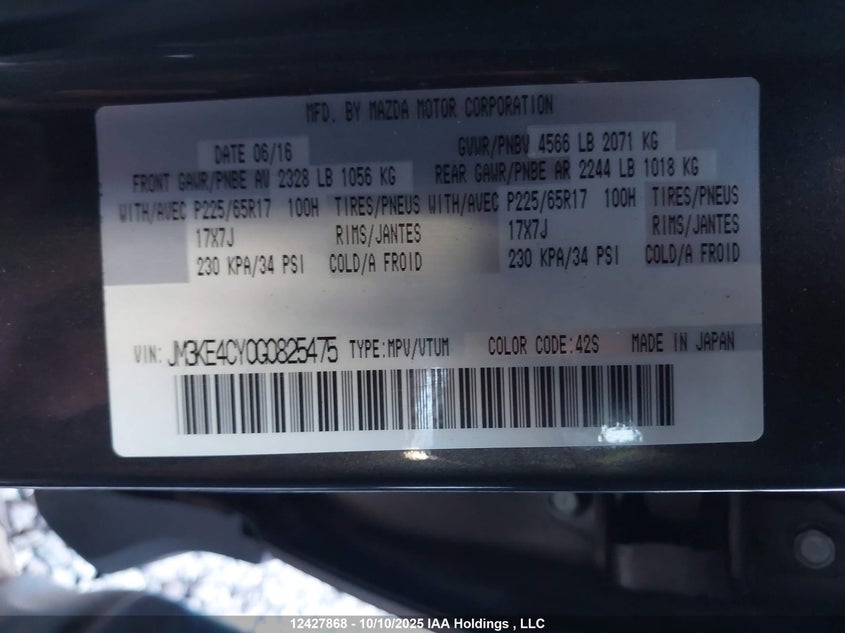 MFD. BY MAZDA MOTOR CORPORATION
DATE 06/16 GVWR/PNBV 4566 LB 2071 KG
FRONT GAWR/PNBE AV 2328 LB 1056 KG REAR GAWR/PNBE AR 2244 LB 1018 KG
WITH/AVEC P225/65R17 100H TIRES/PNEUS WITH/AVEC P225/65R17 100H TIRES/PNEUS
17X7J RIMS/JANTES 17X7J RIMS/JANTES
230 KPA/34 PSI COLD/A FROID 230 KPA/34 PSI COLD/A FROID
VIN: JM3KE4CY0G0825475 TYPE:MPV/VTUM COLOR CODE:42S MADE IN JAPAN
12427868 - 10/10/2025 IAA Holdings , LLC